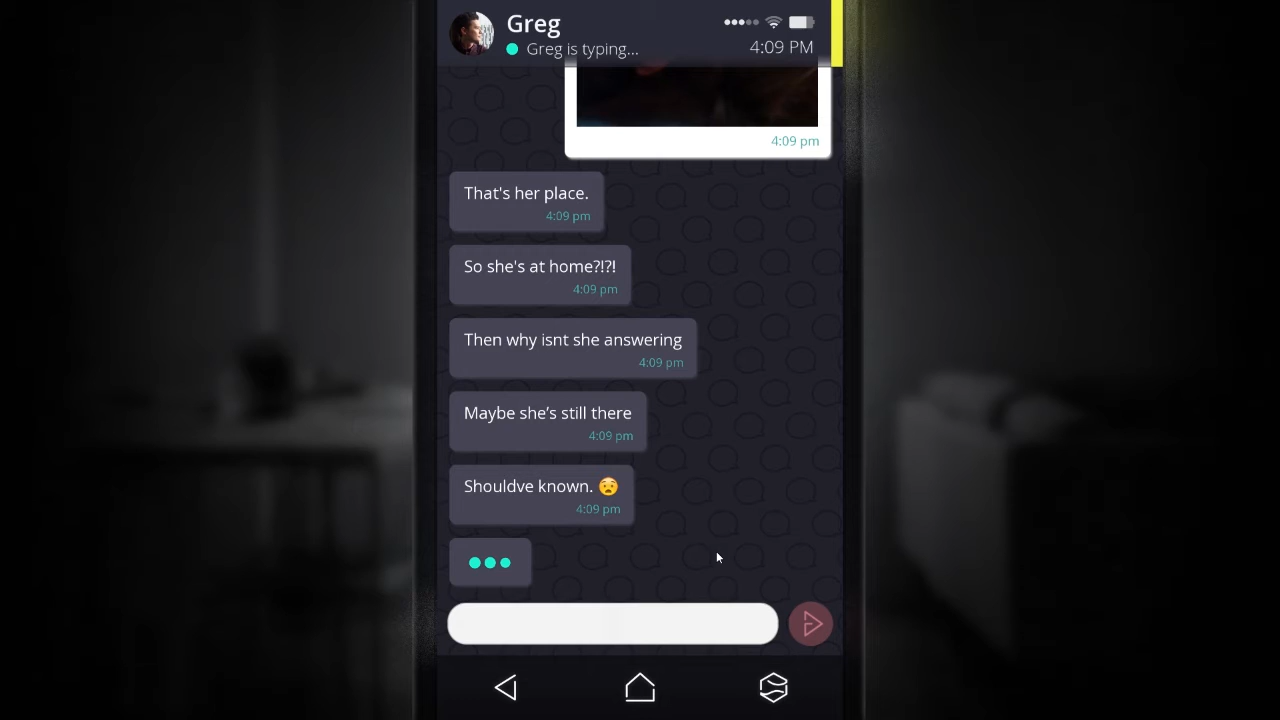 Greg
Greg is typing...
4:09 PM
4:09 pm
That's her place.
4:09 pm
So she's at home?!?!
4:09 pm
Then why isnt she answering
4:09 pm
Maybe she’s still there
4:09 pm
Shouldve known. 😟
4:09 pm